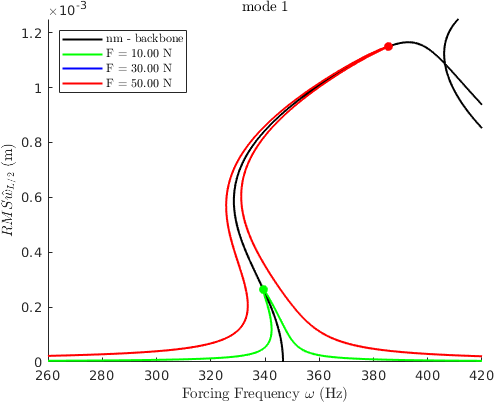 mode 1
×10⁻³
1.2
1
0.8
0.6
0.4
0.2
0
RMSŵ_{L/2} (m)
nm - backbone
F = 10.00 N
F = 30.00 N
F = 50.00 N
260 280 300 320 340 360 380 400 420
Forcing Frequency ω (Hz)